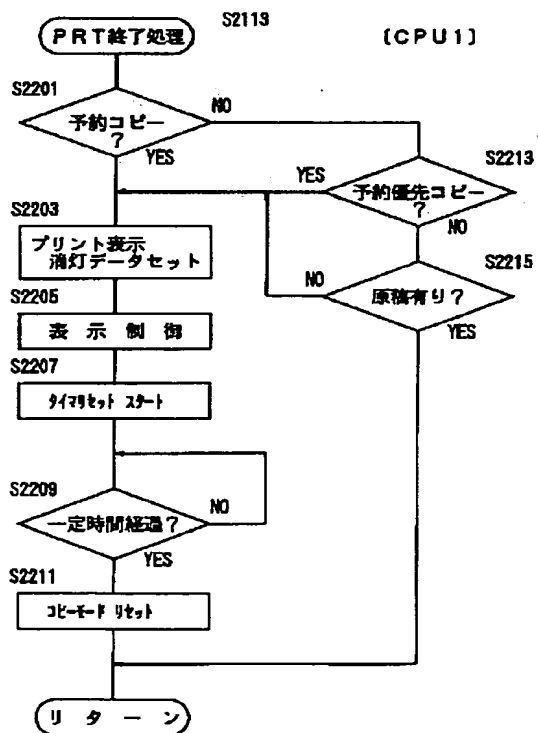 S2113
PRT終了処理
[CPU1]
S2201
予約コピー
?
NO
YES
S2213
予約優先コピー
?
YES
NO
S2203
プリント表示
消灯データセット
S2215
原稿有り?
NO
YES
S2205
表示制御
S2207
タイマリセット スタート
S2209
一定時間経過?
NO
YES
S2211
コピーモード リセット
リターン